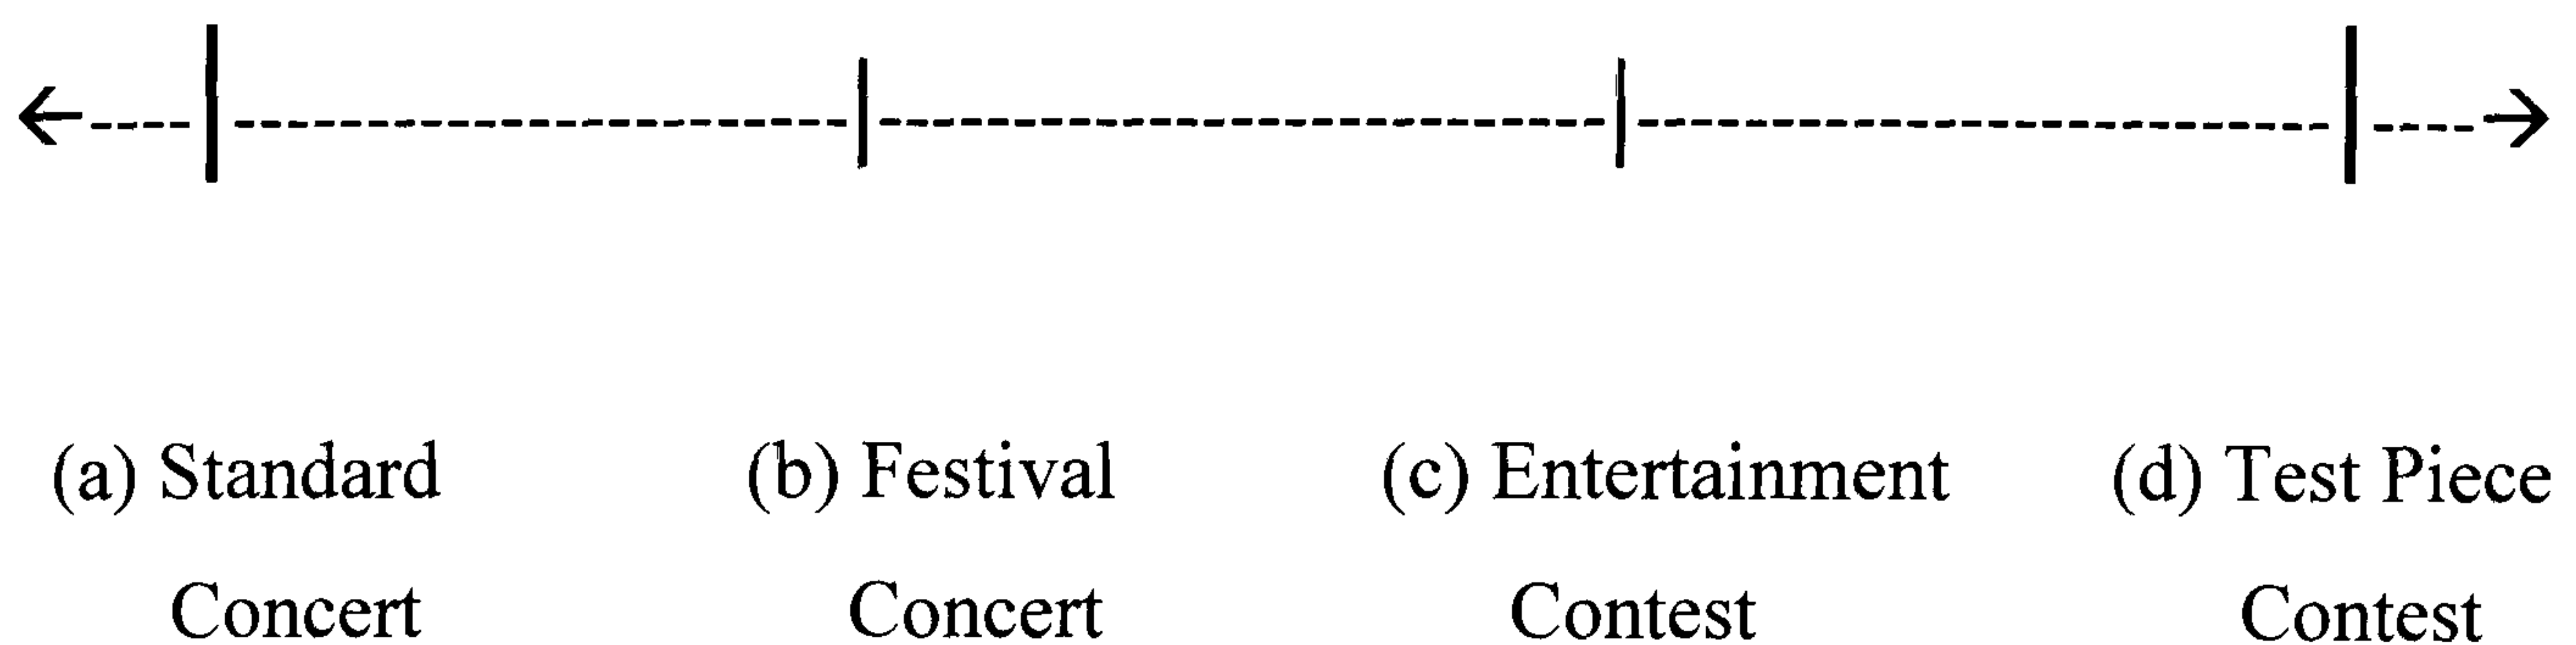 (a) Standard (b) Festival (c) Entertainment (d) Test Piece
Concert Concert Contest Contest